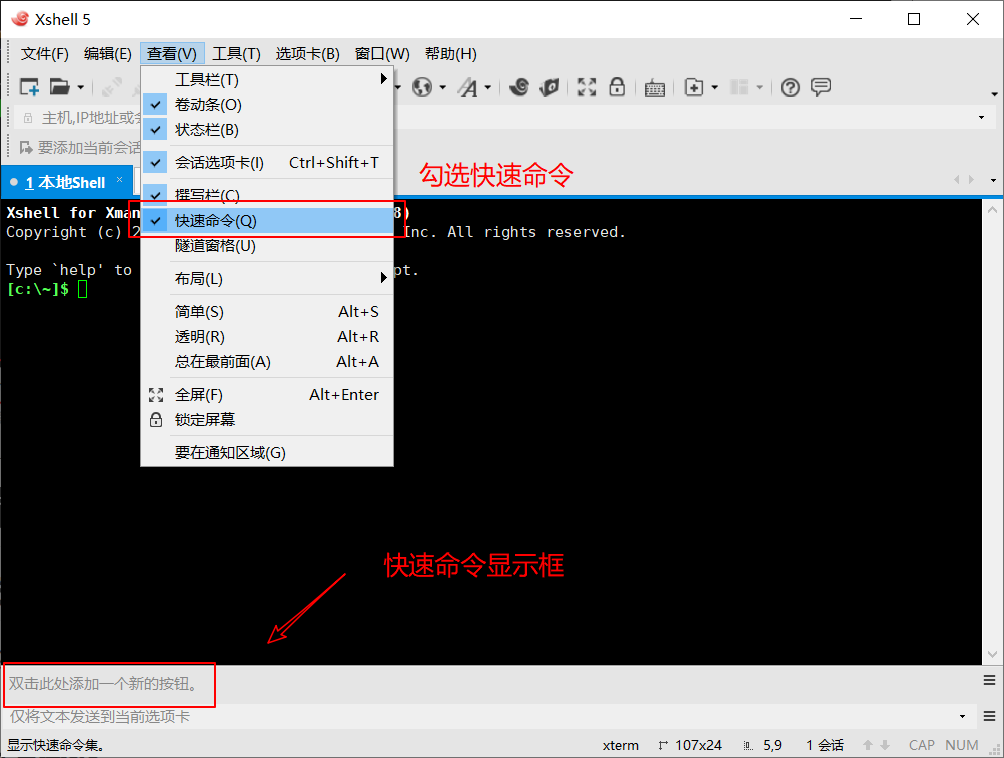 Xshell 5
文件(F) 编辑(E) 查看(V) 工具(T) 选项卡(B) 窗口(W) 帮助(H)
工具栏(T)
卷动条(O)
主机,IP地址或
状态栏(B)
要添加当前会话
会话选项卡(I) Ctrl+Shift+T
勾选快速命令
1 本地Shell
撰写栏(C)
Xshell for Xman 8)
快速命令(Q)
Copyright (c) 2 Inc. All rights reserved.
隧道窗格(U)
Type `help' to pt.
布局(L)
[c:\~]$
简单(S) Alt+S
透明(R) Alt+R
总在最前面(A) Alt+A
全屏(F) Alt+Enter
锁定屏幕
要在通知区域(G)
快速命令显示框
双击此处添加一个新的按钮。
仅将文本发送到当前选项卡
显示快速命令集。 xterm 107x24 5,9 1 会话 CAP NUM